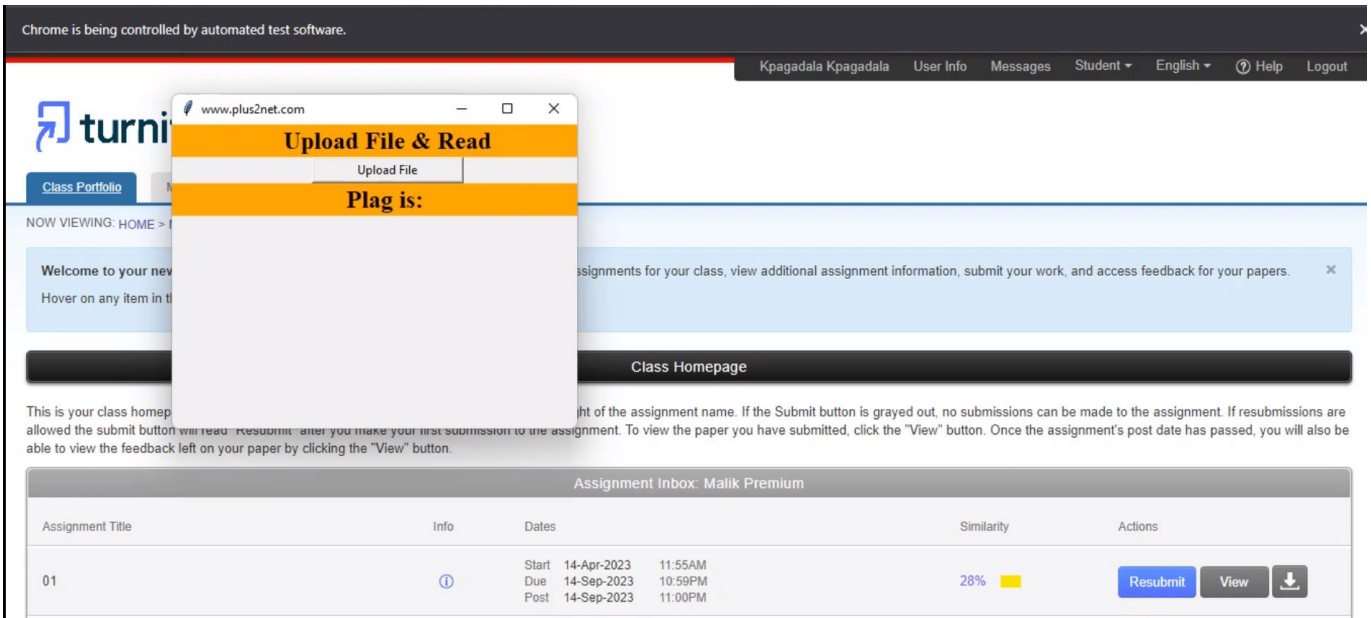 Chrome is being controlled by automated test software.
Kpagadala Kpagadala User Info Messages Student English Help Logout
turni
www.plus2net.com
Upload File & Read
Upload File
Plag is:
Class Portfolio
NOW VIEWING: HOME >
Welcome to your new ssignments for your class, view additional assignment information, submit your work, and access feedback for your papers.
Hover on any item in th
Class Homepage
This is your class homep ht of the assignment name. If the Submit button is grayed out, no submissions can be made to the assignment. If resubmissions are
allowed the submit button will read "Resubmit" after you make your first submission to the assignment. To view the paper you have submitted, click the "View" button. Once the assignment's post date has passed, you will also be
able to view the feedback left on your paper by clicking the "View" button.
Assignment Inbox: Malik Premium
Assignment Title Info Dates Similarity Actions
Start 14-Apr-2023 11:55AM
01 Due 14-Sep-2023 10:59PM 28% Resubmit View
Post 14-Sep-2023 11:00PM